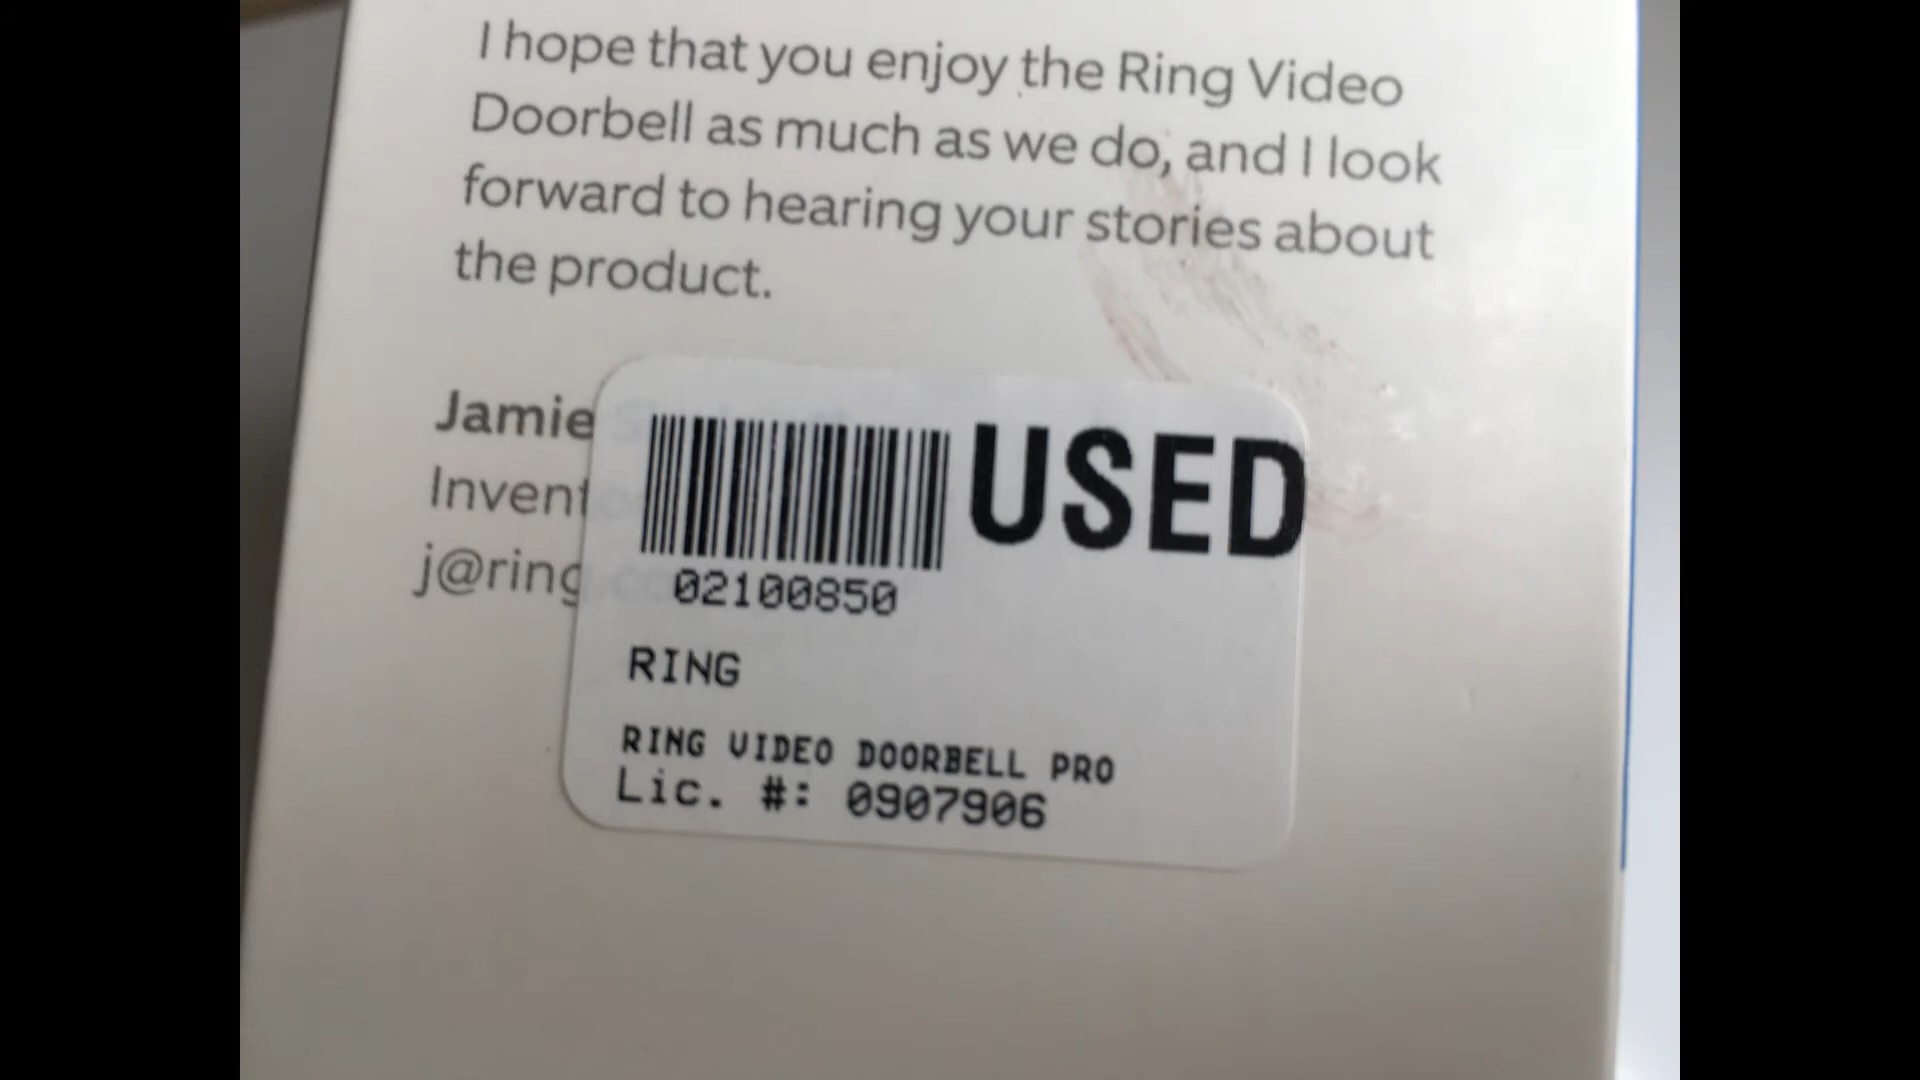 I hope that you enjoy the Ring Video
Doorbell as much as we do, and I look
forward to hearing your stories about
the product.
Jamie
Invent
j@ring
USED
02100850
RING
RING VIDEO DOORBELL PRO
Lic. #: 0907906